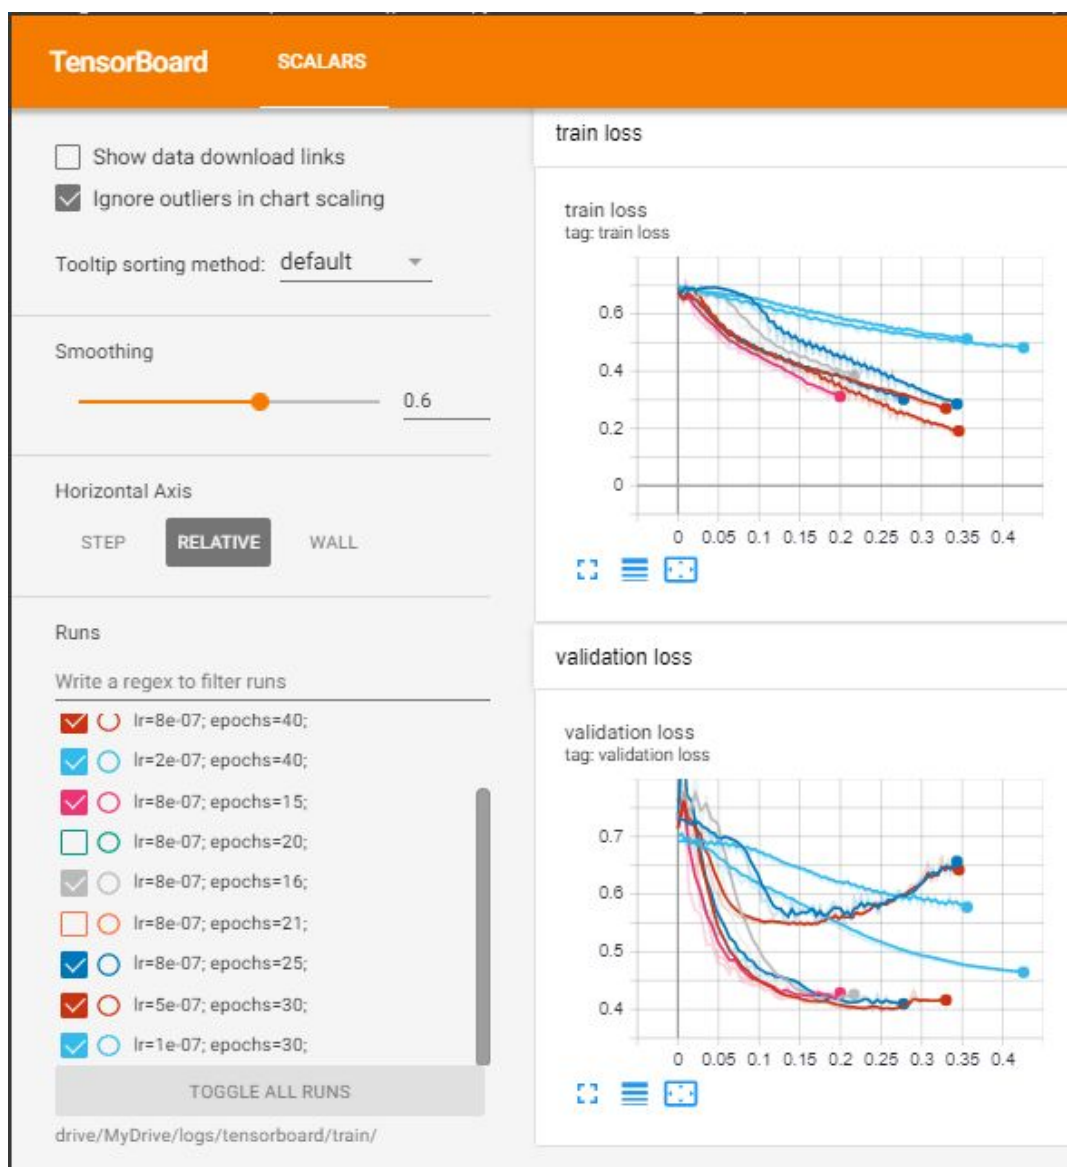 TensorBoard
SCALARS
Show data download links
Ignore outliers in chart scaling
Tooltip sorting method: default
Smoothing
0.6
Horizontal Axis
STEP RELATIVE WALL
Runs
Write a regex to filter runs
lr=8e-07; epochs=40;
lr=2e-07; epochs=40;
lr=8e-07; epochs=15;
lr=8e-07; epochs=20;
lr=8e-07; epochs=16;
lr=8e-07; epochs=21;
lr=8e-07; epochs=25;
lr=5e-07; epochs=30;
lr=1e-07; epochs=30;
TOGGLE ALL RUNS
drive/MyDrive/logs/tensorboard/train/
train loss
train loss
tag: train loss
0.6
0.4
0.2
0
0 0.05 0.1 0.15 0.2 0.25 0.3 0.35 0.4
validation loss
validation loss
tag: validation loss
0.7
0.6
0.5
0.4
0 0.05 0.1 0.15 0.2 0.25 0.3 0.35 0.4